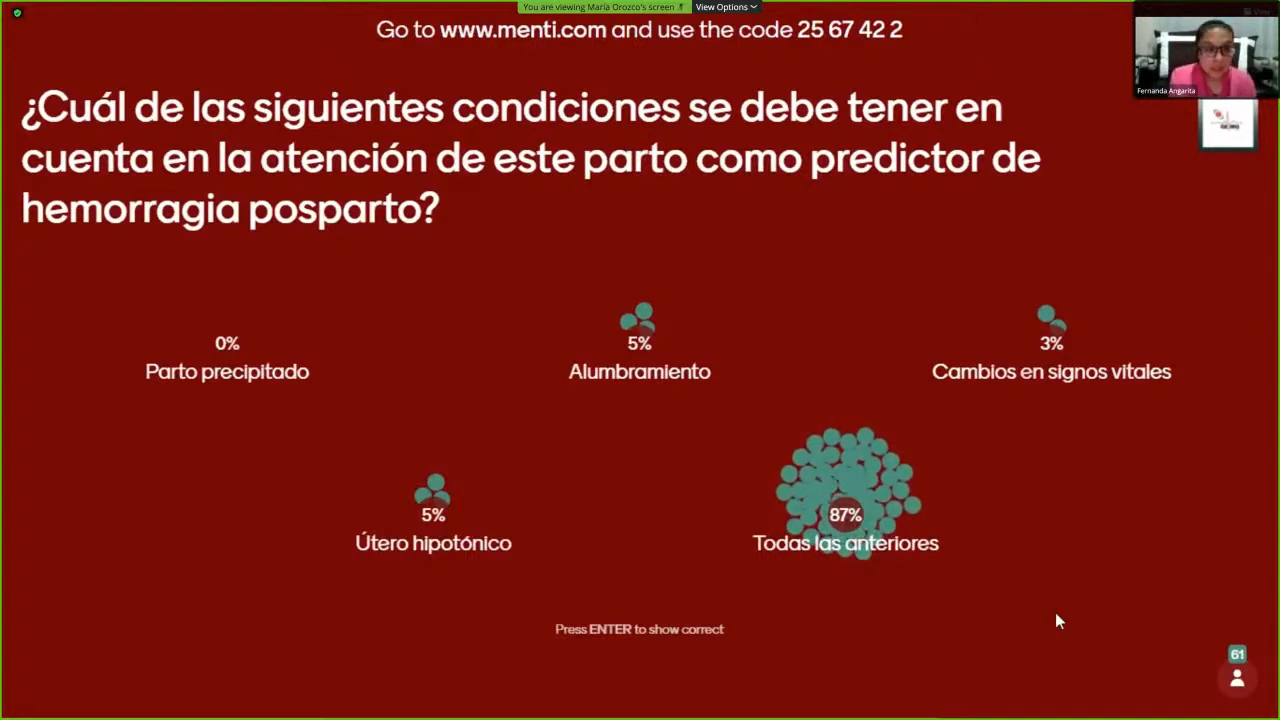 You are viewing María Orozco's screen
View Options
View
Go to www.menti.com and use the code 25 67 42 2
Fernanda Angarita
¿Cuál de las siguientes condiciones se debe tener en
cuenta en la atención de este parto como predictor de
hemorragia posparto?
0%
Parto precipitado
5%
Alumbramiento
3%
Cambios en signos vitales
5%
Útero hipotónico
87%
Todas las anteriores
Press ENTER to show correct
61